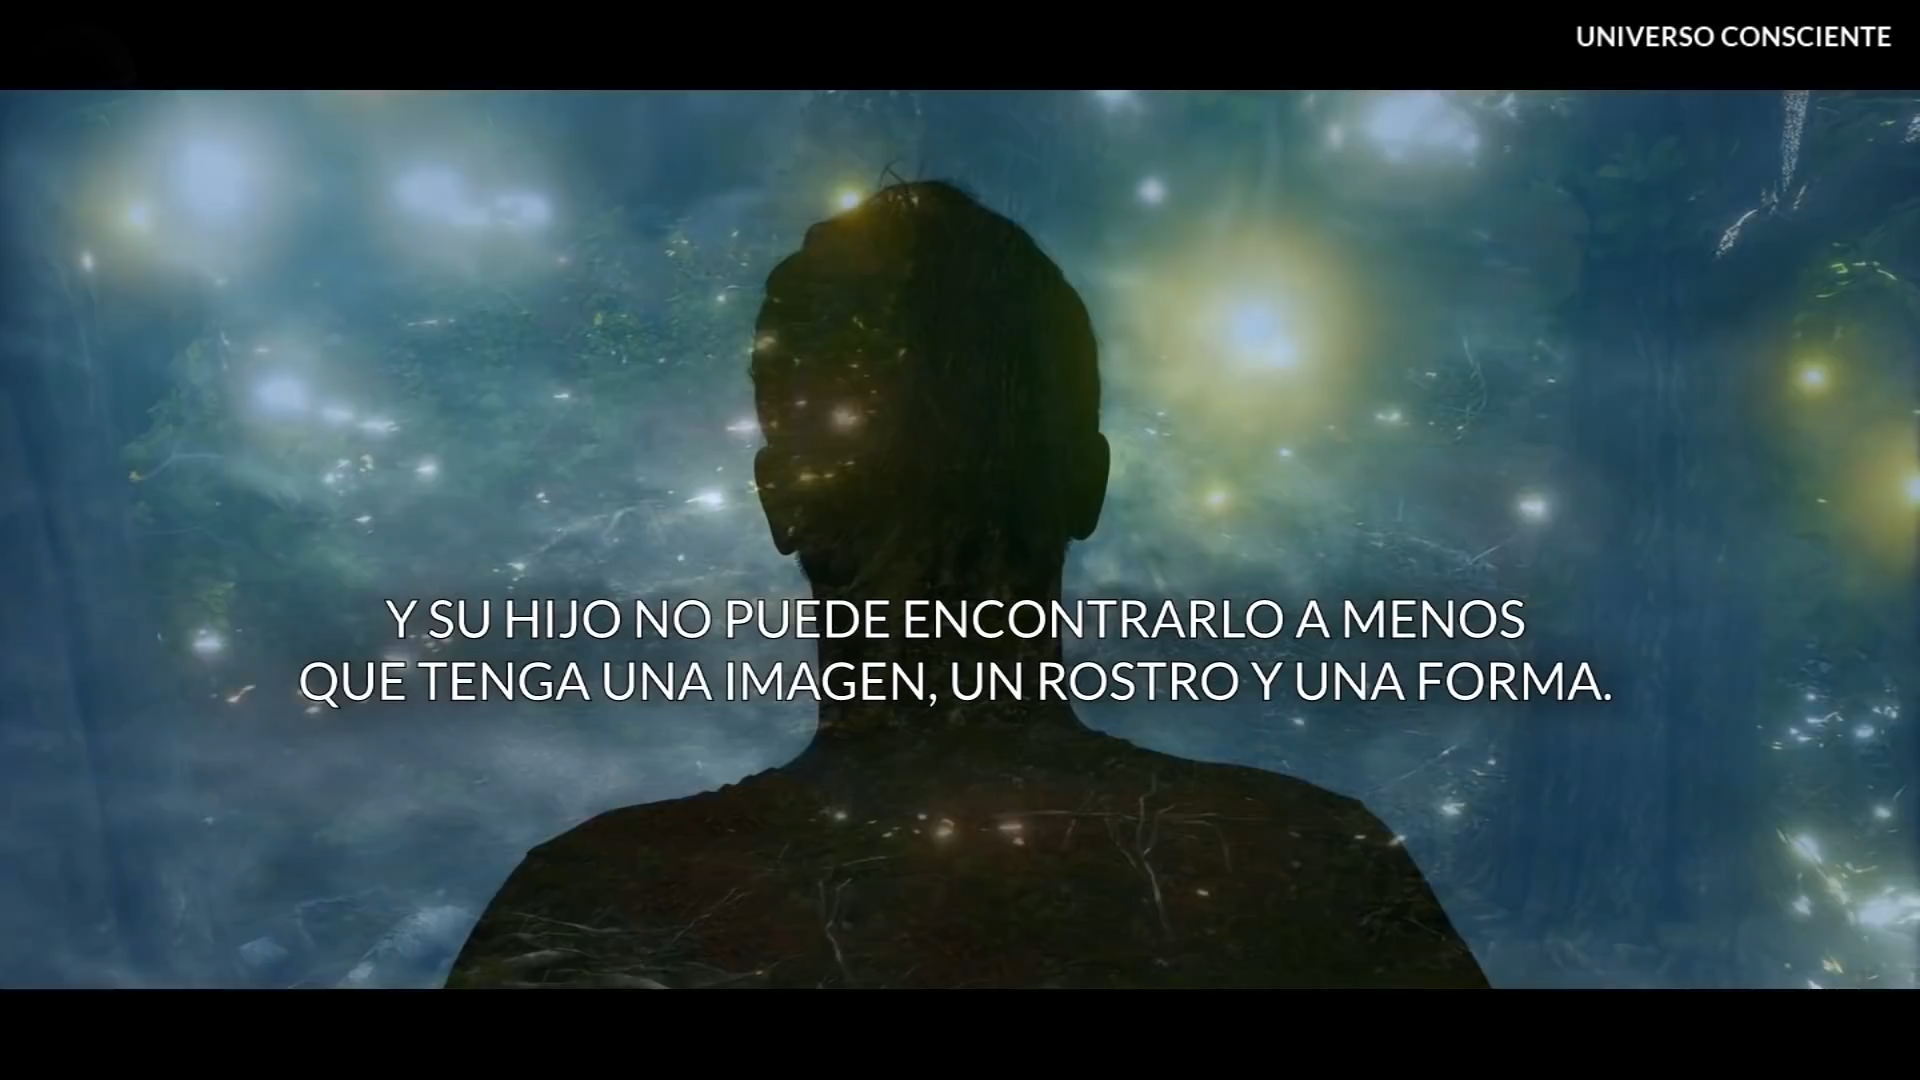 UNIVERSO CONSCIENTE
Y SU HIJO NO PUEDE ENCONTRARLO A MENOS
QUE TENGA UNA IMAGEN, UN ROSTRO Y UNA FORMA.